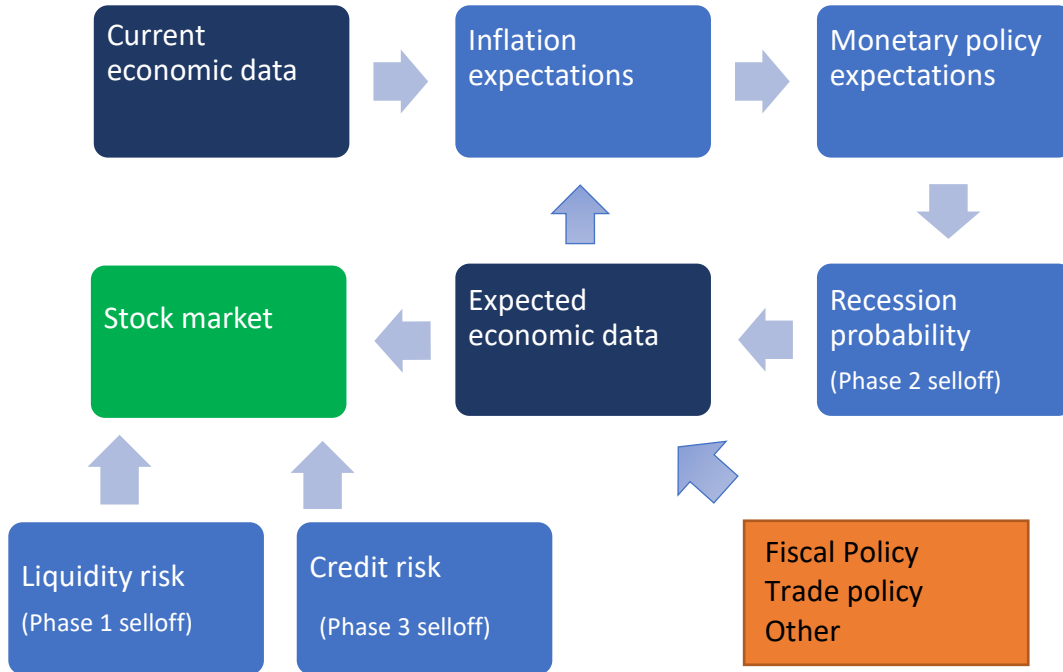 Current
economic data
Inflation
expectations
Monetary policy
expectations
Stock market
Expected
economic data
Recession
probability
(Phase 2 selloff)
Liquidity risk
(Phase 1 selloff)
Credit risk
(Phase 3 selloff)
Fiscal Policy
Trade policy
Other